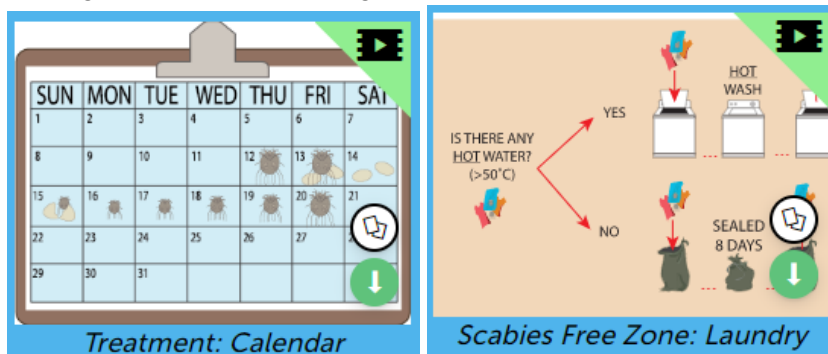 SUN MON TUE WED THU FRI SAT
1 2 3 4 5 6 7
8 9 10 11 12 13 14
15 16 17 18 19 20 21
22 23 24 25 26 27
29 30 31
Treatment: Calendar
IS THERE ANY
HOT WATER?
(>50°C)
YES
HOT
WASH
NO
SEALED
8 DAYS
Scabies Free Zone: Laundry